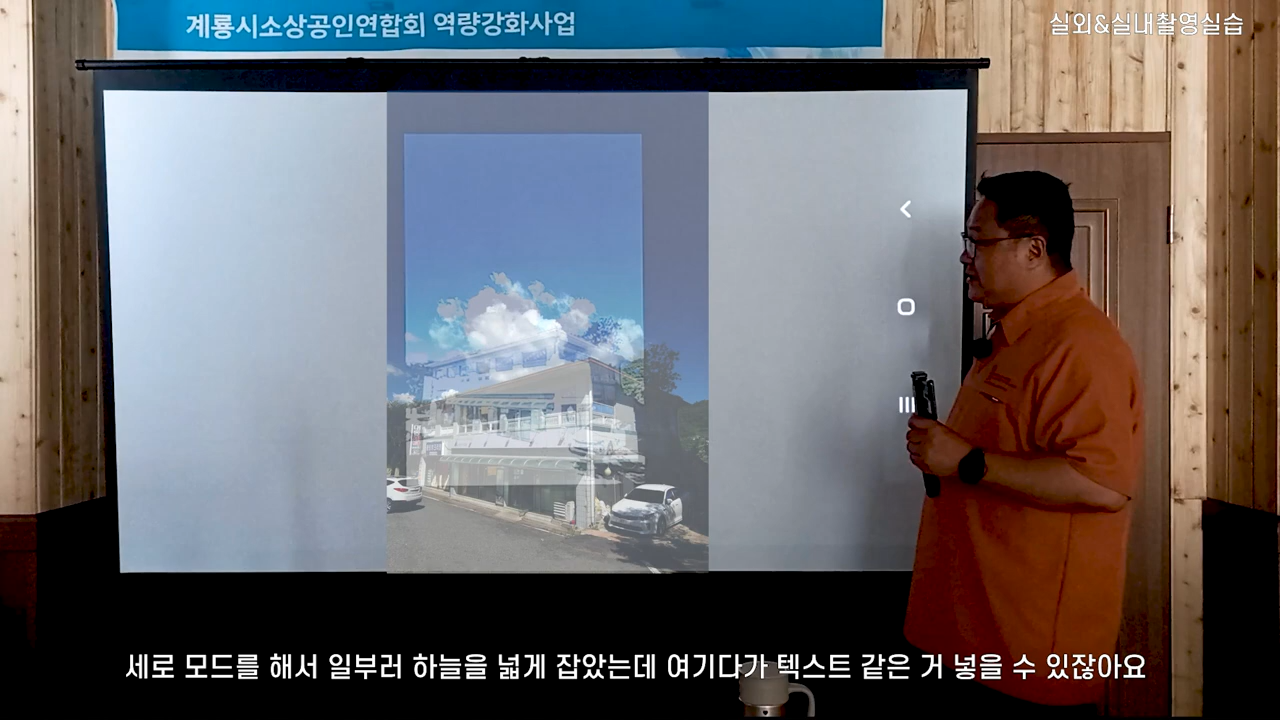 계룡시소상공인연합회 역량강화사업
실외&실내촬영실습
세로 모드를 해서 일부러 하늘을 넓게 잡았는데 여기다가 텍스트 같은 거 넣을 수 있잖아요